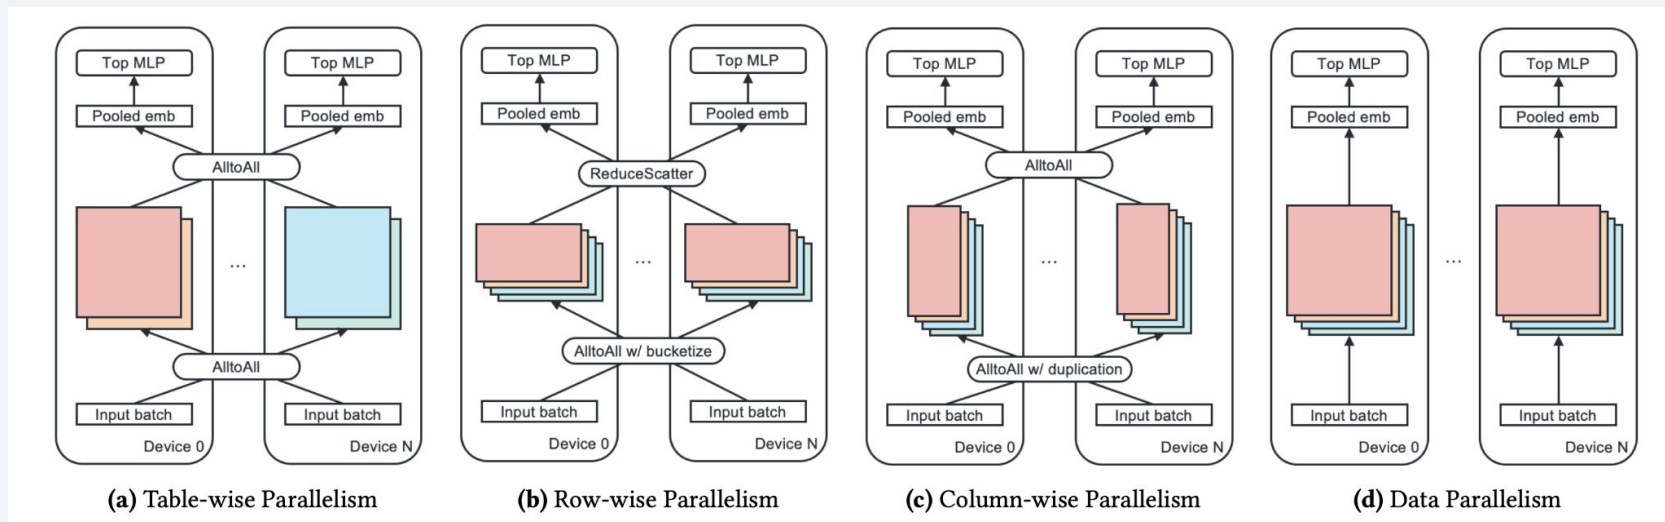 Top MLP
Top MLP
Pooled emb
Pooled emb
AlltoAll
...
AlltoAll
Input batch
Input batch
Device 0
Device N
(a) Table-wise Parallelism
Top MLP
Top MLP
Pooled emb
Pooled emb
ReduceScatter
...
AlltoAll w/ bucketize
Input batch
Input batch
Device 0
Device N
(b) Row-wise Parallelism
Top MLP
Top MLP
Pooled emb
Pooled emb
AlltoAll
...
AlltoAll w/ duplication
Input batch
Input batch
Device 0
Device N
(c) Column-wise Parallelism
Top MLP
Top MLP
Pooled emb
Pooled emb
...
Input batch
Input batch
Device 0
Device N
(d) Data Parallelism